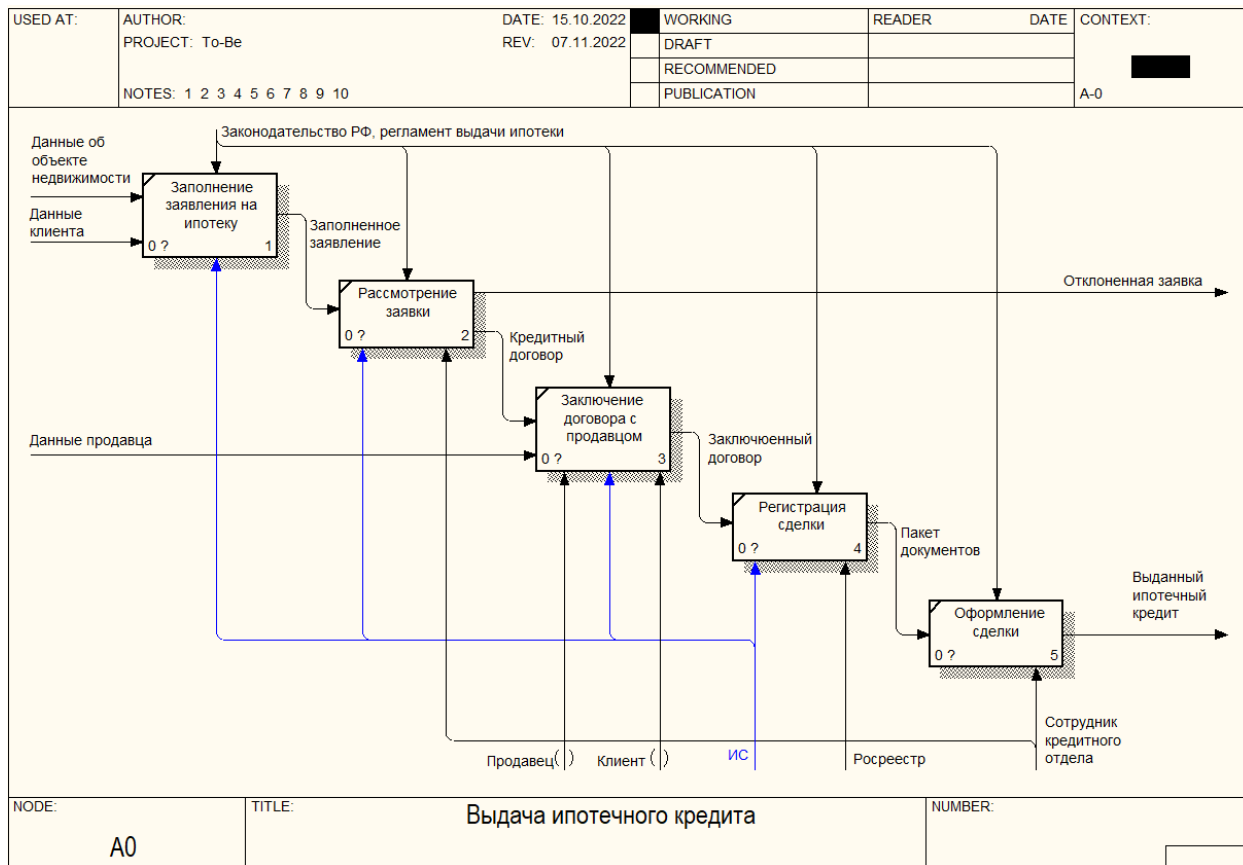 USED AT:
AUTHOR:
DATE: 15.10.2022
WORKING
READER
DATE
CONTEXT:
PROJECT: To-Be
REV: 07.11.2022
DRAFT
RECOMMENDED
NOTES: 1 2 3 4 5 6 7 8 9 10
PUBLICATION
A-0
Законодательство РФ, регламент выдачи ипотеки
Данные об
объекте
недвижимости
Данные
клиента
Заполнение
заявления на
ипотеку
0 ?
1
Заполненное
заявление
Рассмотрение
заявки
0 ?
2
Отклоненная заявка
Кредитный
договор
Данные продавца
Заключение
договора с
продавцом
0 ?
3
Заключюенный
договор
Регистрация
сделки
0 ?
4
Пакет
документов
Оформление
сделки
0 ?
5
Выданный
ипотечный
кредит
Продавец
()
Клиент
()
ИС
Росреестр
Сотрудник
кредитного
отдела
NODE:
A0
TITLE:
Выдача ипотечного кредита
NUMBER: